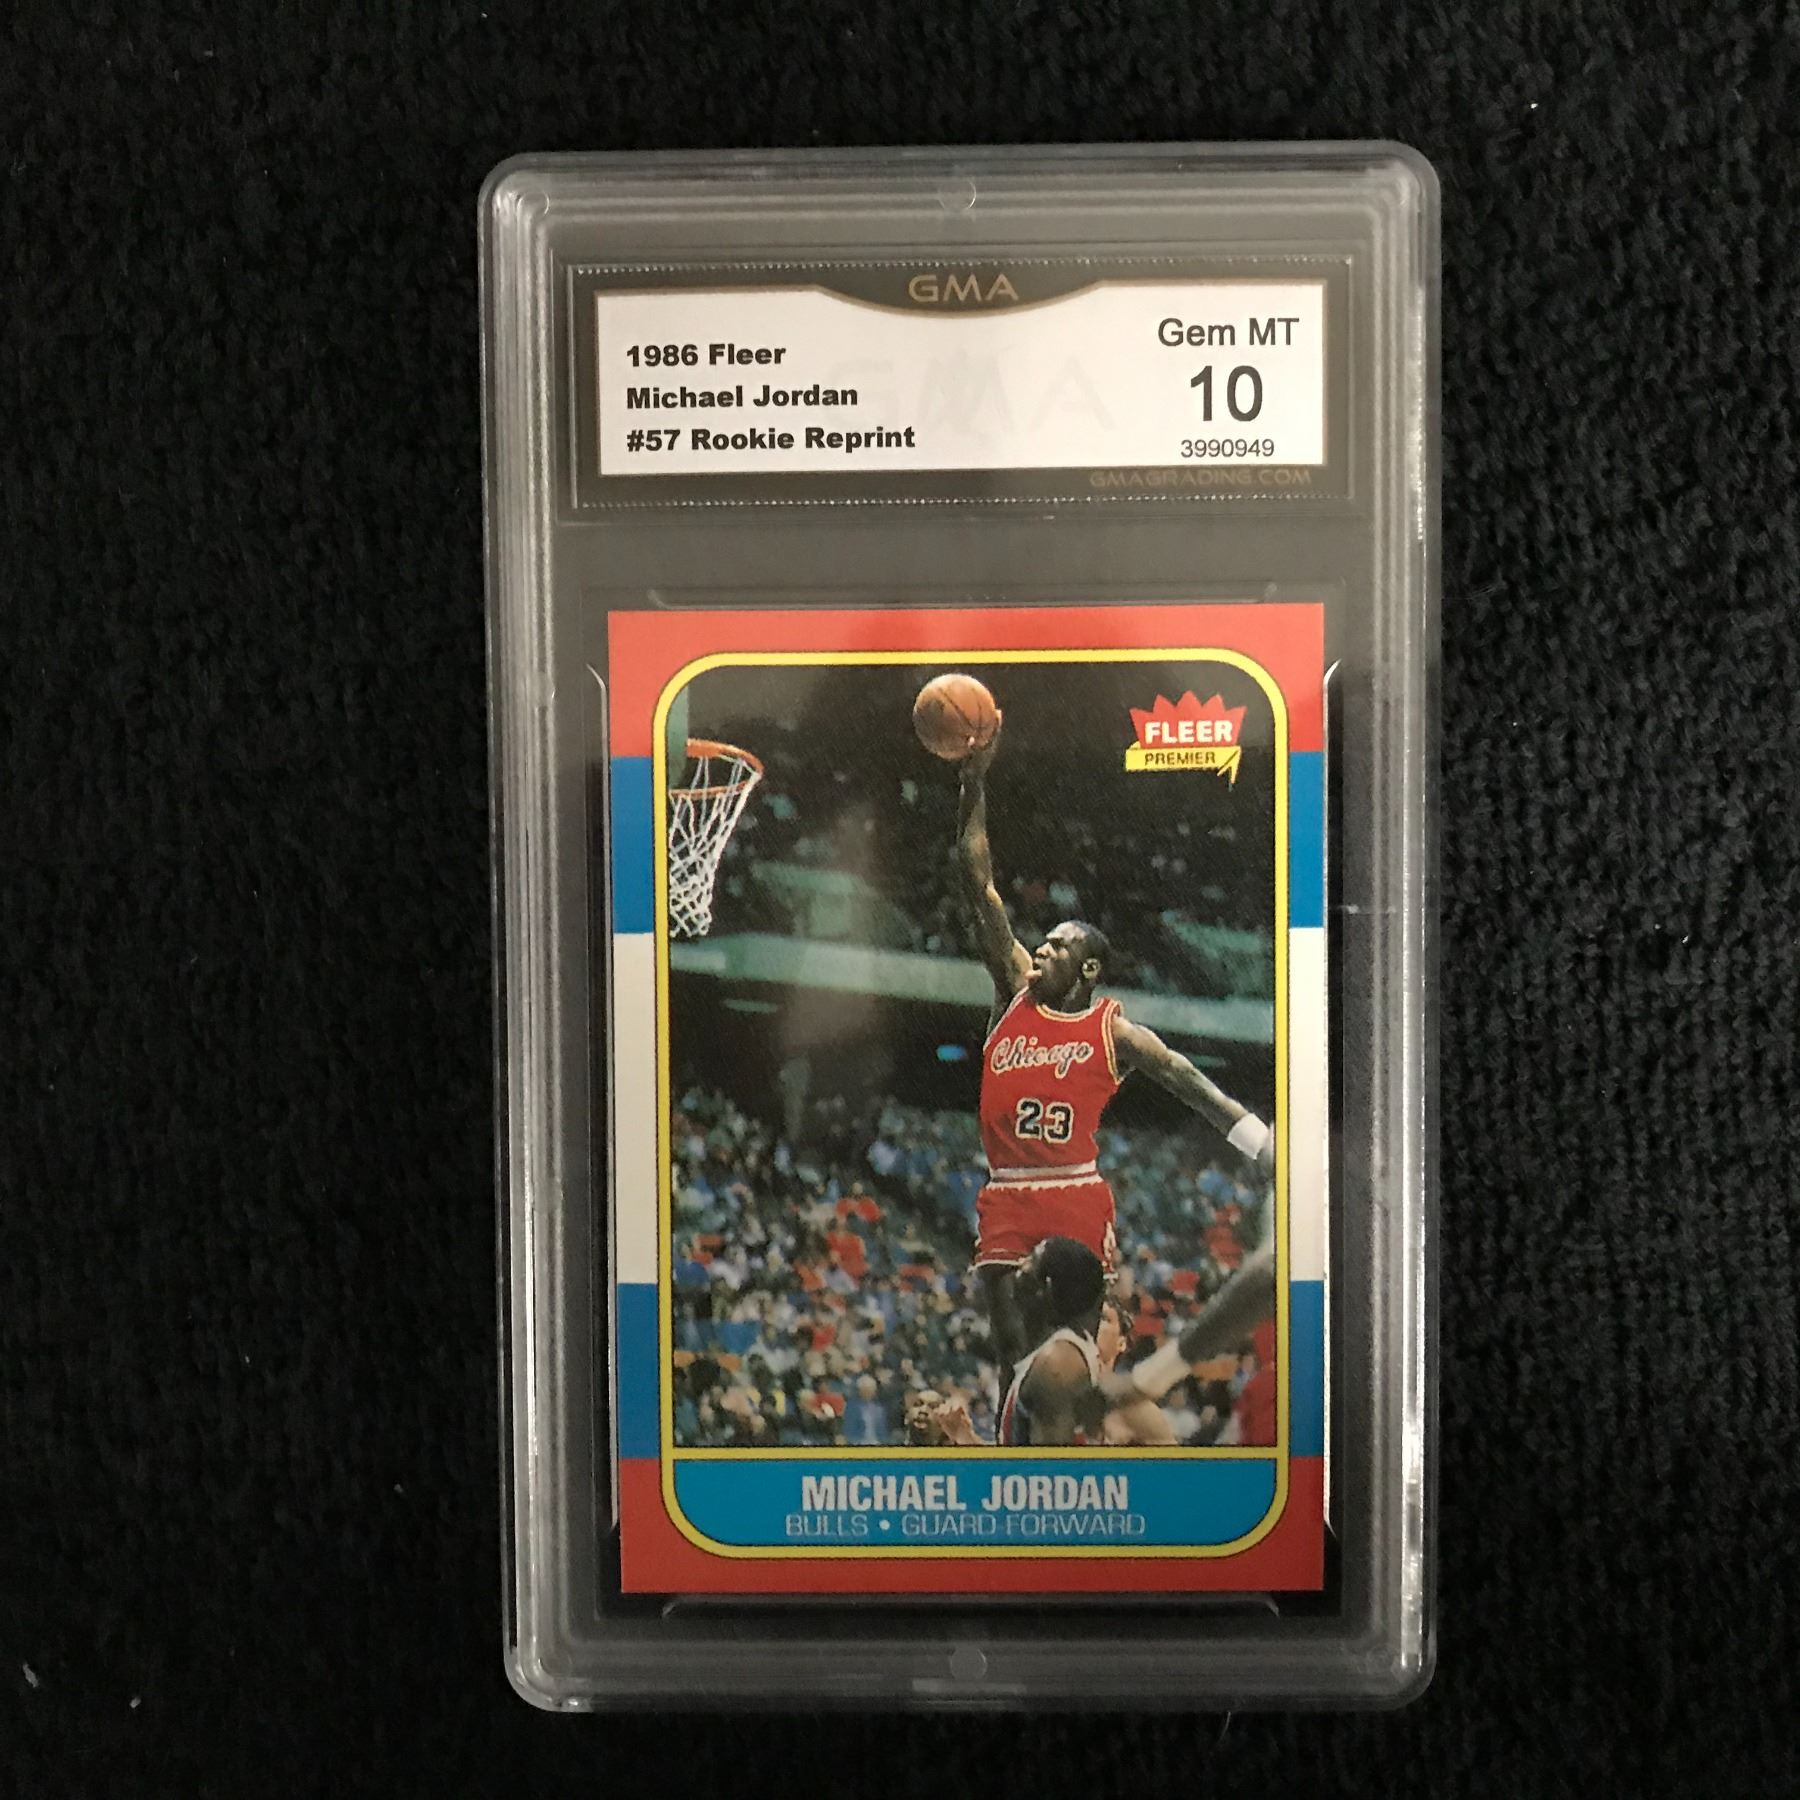 GMA
1986 Fleer
Michael Jordan
#57 Rookie Reprint
Gem MT
10
3990949
GMAGRADING.COM
FLEER
PREMIER
Chicago
23
MICHAEL JORDAN
BULLS • GUARD-FORWARD